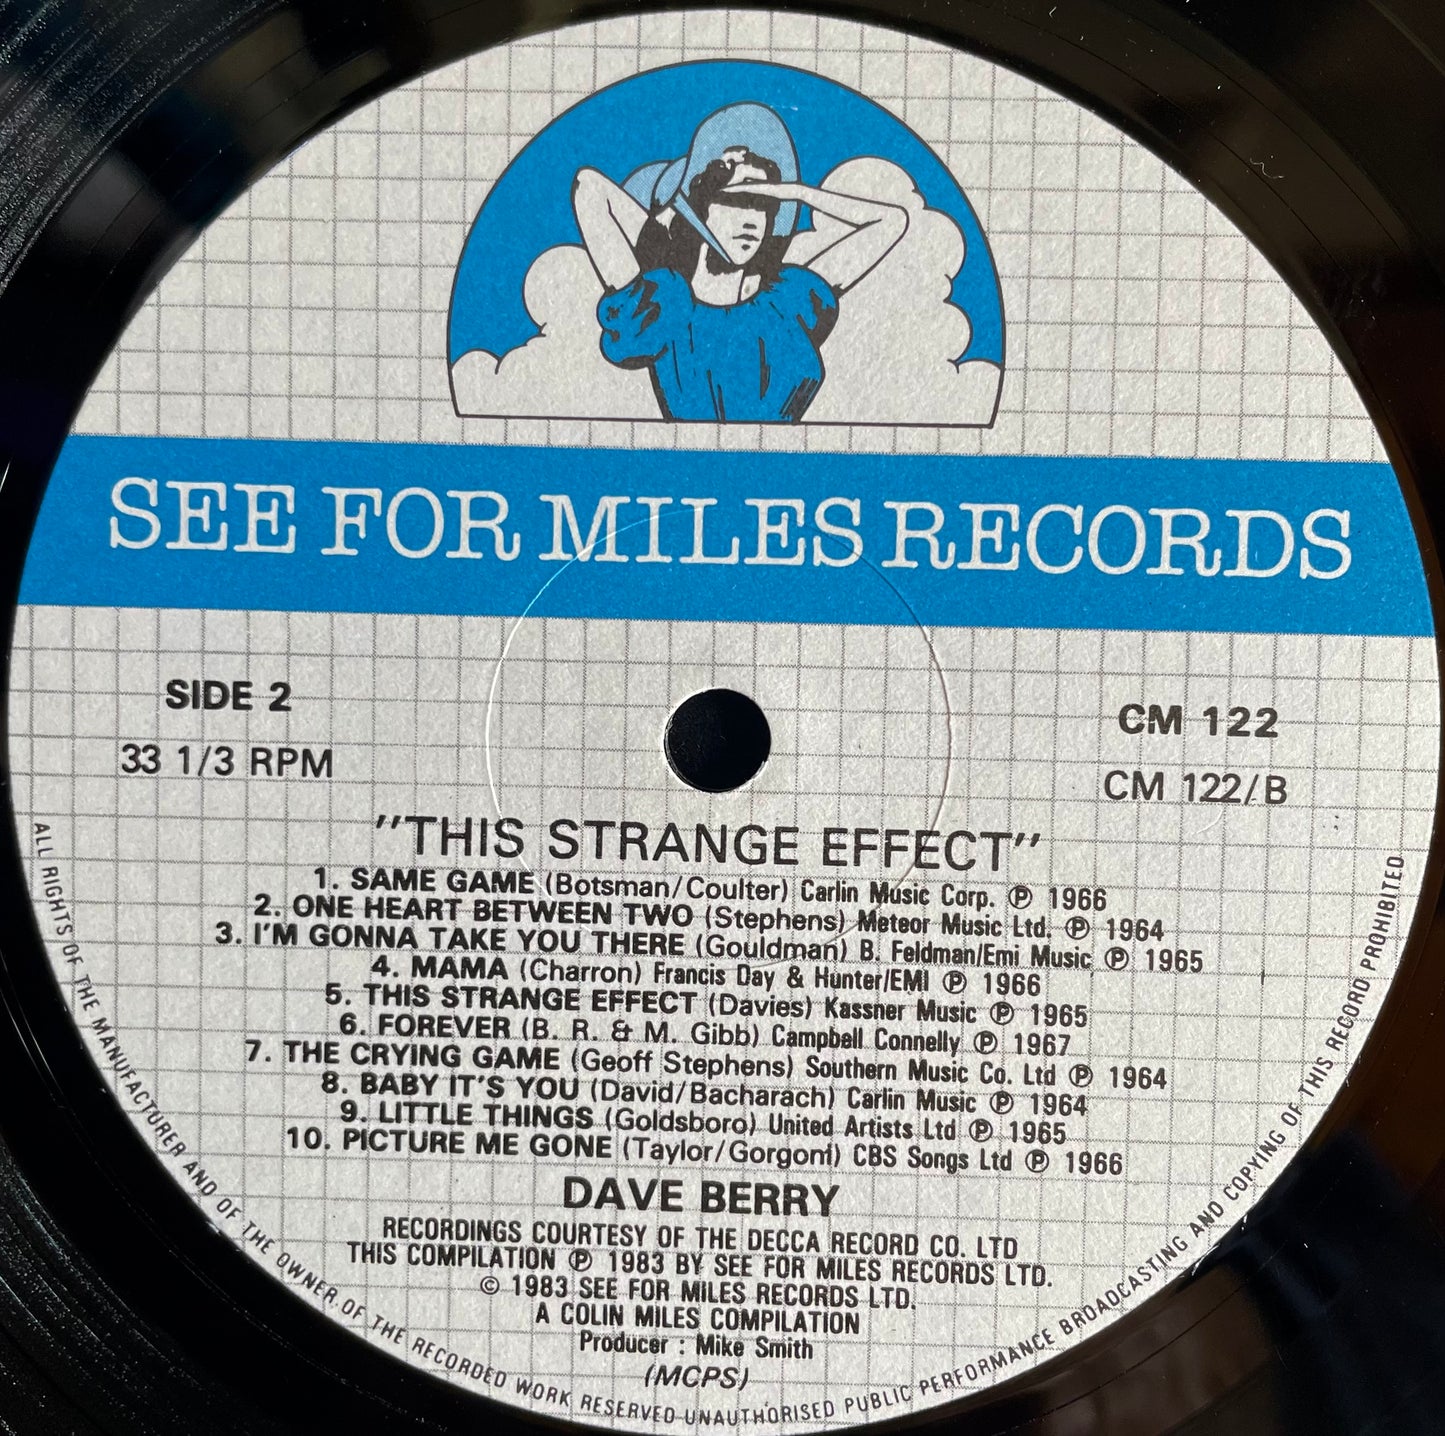 SEE FOR MILES RECORDS
SIDE 2
33 1/3 RPM
CM 122
CM 122/B
"THIS STRANGE EFFECT"
1. SAME GAME (Botsman/Coulter) Carlin Music Corp. Ⓟ 1966
2. ONE HEART BETWEEN TWO (Stephens) Meteor Music Ltd. Ⓟ 1964
3. I'M GONNA TAKE YOU THERE (Gouldman) B. Feldman/Emi Music Ⓟ 1965
4. MAMA (Charron) Francis Day & Hunter/EMI Ⓟ 1966
5. THIS STRANGE EFFECT (Davies) Kassner Music Ⓟ 1965
6. FOREVER (B. R. & M. Gibb) Campbell Connelly Ⓟ 1967
7. THE CRYING GAME (Geoff Stephens) Southern Music Co. Ltd Ⓟ 1964
8. BABY IT'S YOU (David/Bacharach) Carlin Music Ⓟ 1964
9. LITTLE THINGS (Goldsboro) United Artists Ltd Ⓟ 1965
10. PICTURE ME GONE (Taylor/Gorgoni) CBS Songs Ltd Ⓟ 1966
DAVE BERRY
RECORDINGS COURTESY OF THE DECCA RECORD CO. LTD
THIS COMPILATION Ⓟ 1983 BY SEE FOR MILES RECORDS LTD.
© 1983 SEE FOR MILES RECORDS LTD.
A COLIN MILES COMPILATION
Producer : Mike Smith
(MCPS)
ALL RIGHTS OF THE MANUFACTURER AND OF THE OWNER OF THE RECORDED WORK RESERVED UNAUTHORISED PUBLIC PERFORMANCE BROADCASTING AND COPYING OF THIS RECORD PROHIBITED.